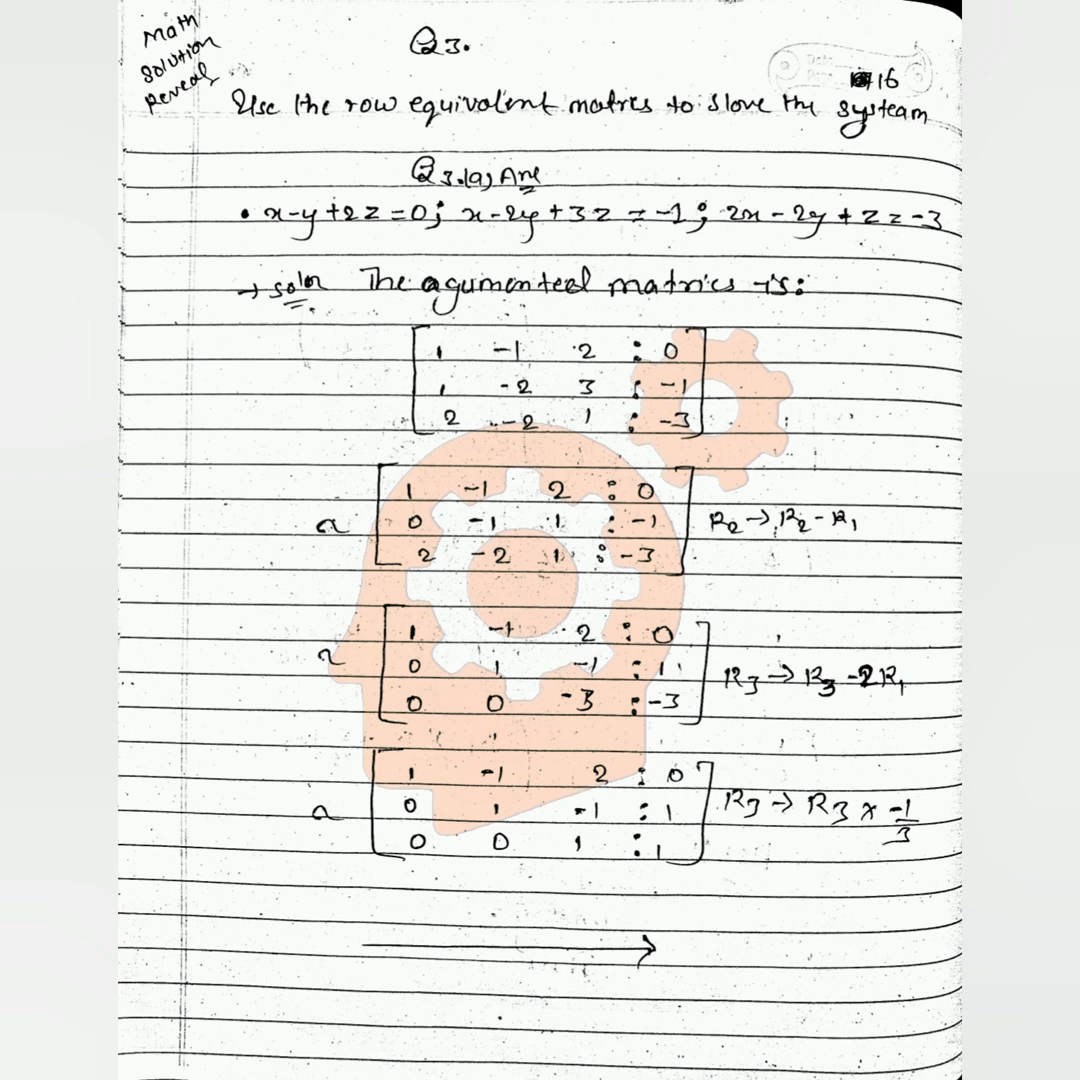 Math
solution
Reveals
Q3.
16
Use the row equivalent matrics to slove the systeam
Q3.(a) Ans
• x-y+2z=0; x-2y+3z=-1; 2x-2y+z=-3
→ soln The agumenteed matrics is:
1 -1 2 : 0
1 -2 3 : -1
2 -2 1 : -3
~ 1 -1 2 : 0
0 -1 1 : -1 R2→R2-R1
2 -2 1 : -3
~ 1 -1 2 : 0
0 1 -1 : 1 R3→R3-2R1
0 0 -3 : -3
~ 1 -1 2 : 0
0 1 -1 : 1 R3→R3×-1/3
0 0 1 : 1
→